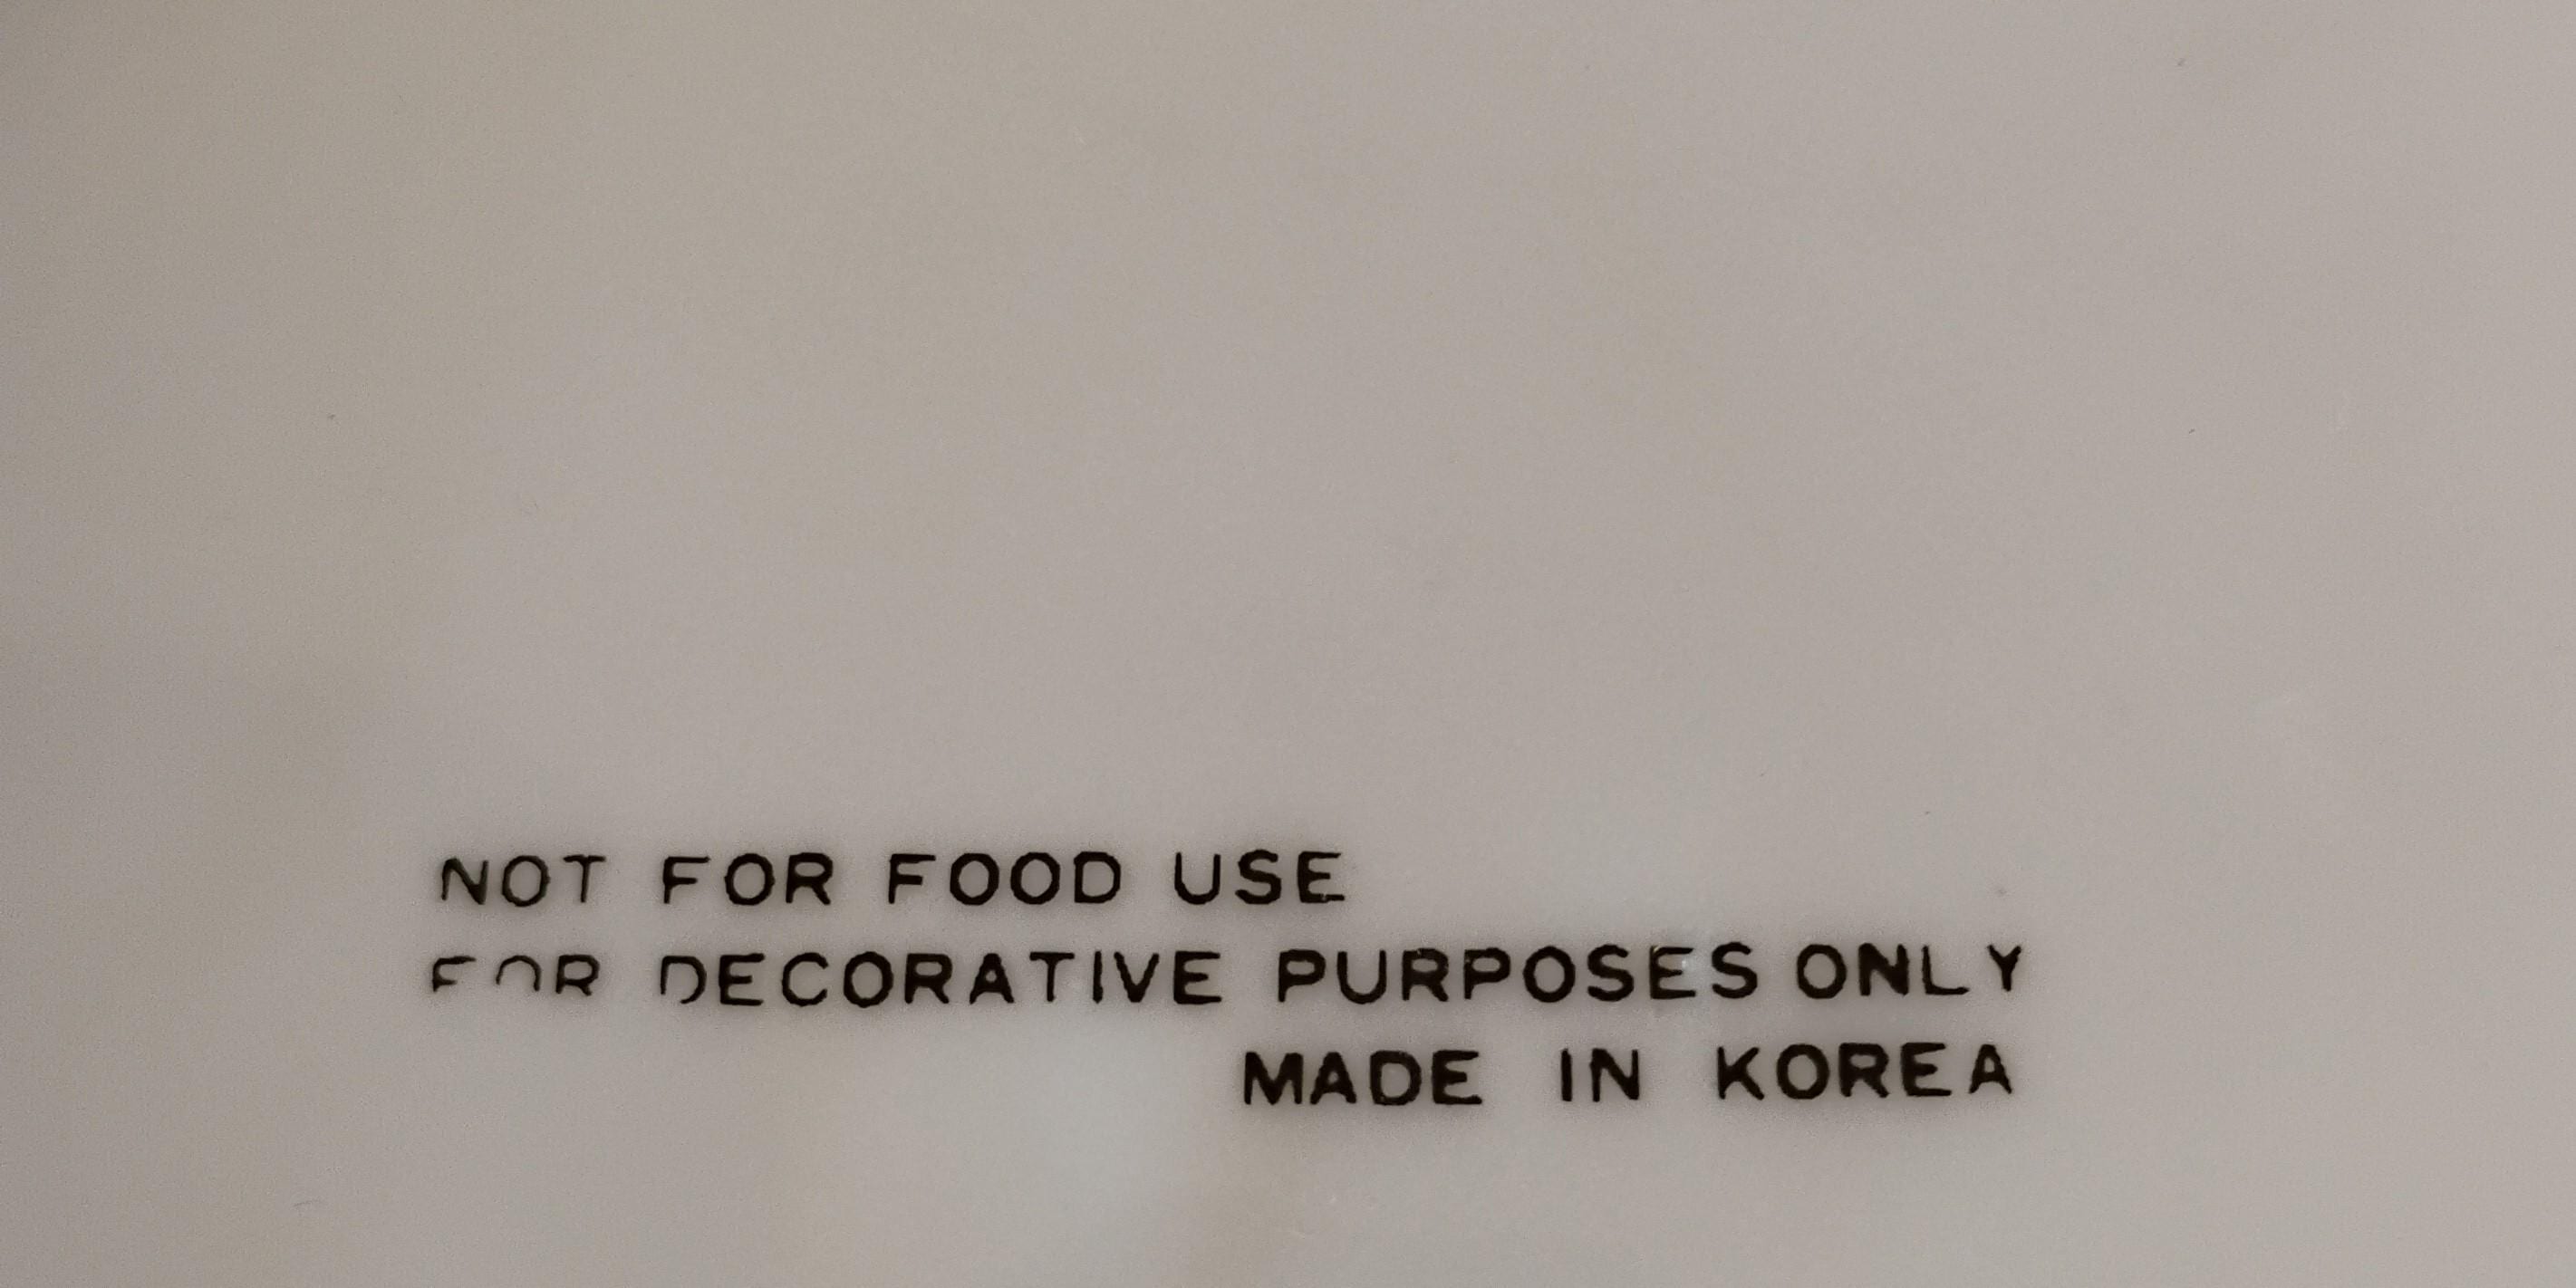 NOT FOR FOOD USE
FOR DECORATIVE PURPOSES ONLY
MADE IN KOREA